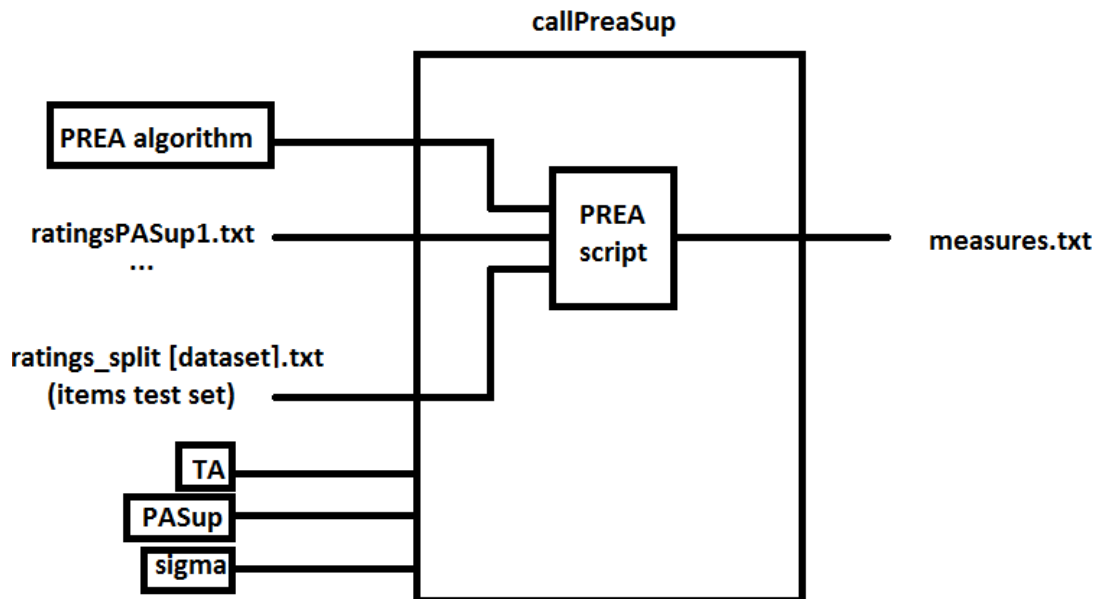 callPreaSup
PREA algorithm
ratingsPASup1.txt
...
PREA
script
measures.txt
ratings_split [dataset].txt
(items test set)
TA
PASup
sigma